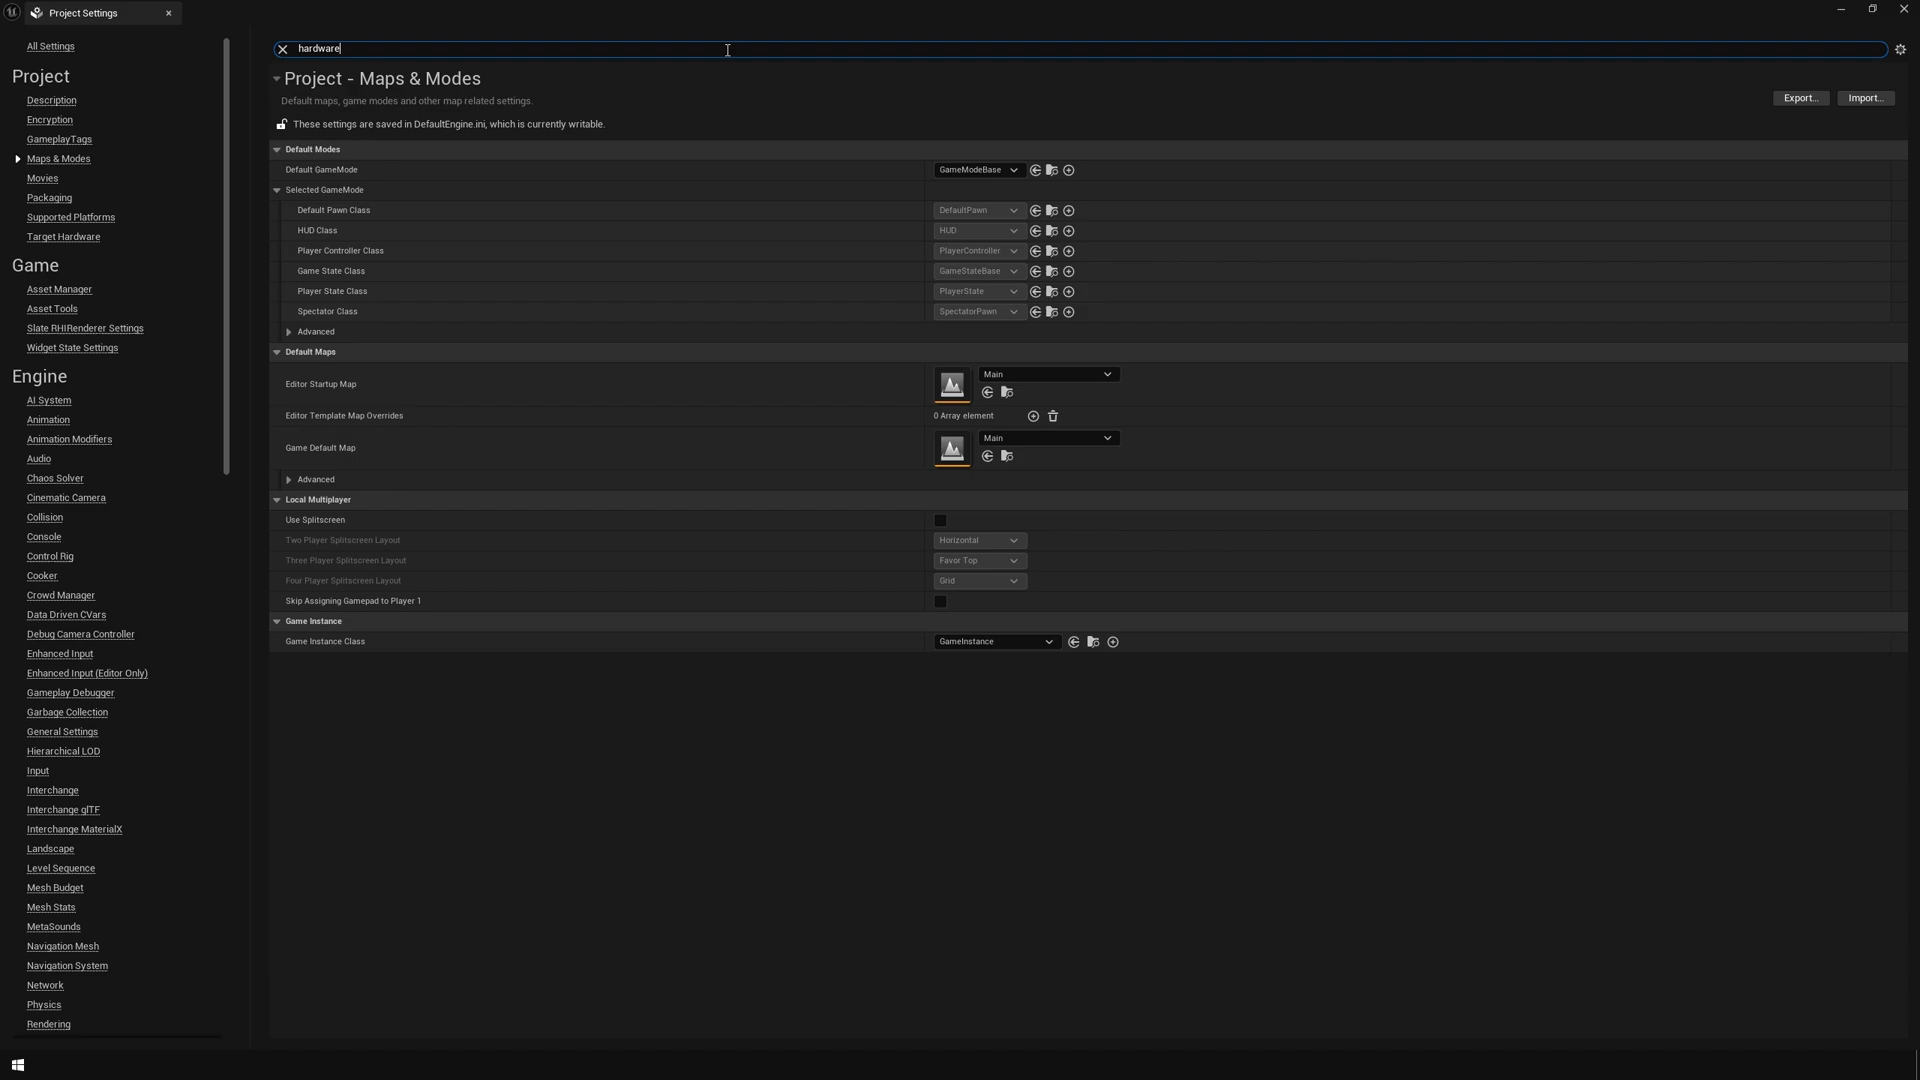 Project Settings
hardware
All Settings
Project
Description
Encryption
GameplayTags
Maps & Modes
Movies
Packaging
Supported Platforms
Target Hardware
Game
Asset Manager
Asset Tools
Slate RHIRenderer Settings
Widget State Settings
Engine
AI System
Animation
Animation Modifiers
Audio
Chaos Solver
Cinematic Camera
Collision
Console
Control Rig
Cooker
Crowd Manager
Data Driven CVars
Debug Camera Controller
Enhanced Input
Enhanced Input (Editor Only)
Gameplay Debugger
Garbage Collection
General Settings
Hierarchical LOD
Input
Interchange
Interchange glTF
Interchange MaterialX
Landscape
Level Sequence
Mesh Budget
Mesh Stats
MetaSounds
Navigation Mesh
Navigation System
Network
Physics
Rendering
Project - Maps & Modes
Default maps, game modes and other map related settings.
Export... Import...
These settings are saved in DefaultEngine.ini, which is currently writable.
Default Modes
Default GameMode GameModeBase
Selected GameMode
Default Pawn Class DefaultPawn
HUD Class HUD
Player Controller Class PlayerController
Game State Class GameStateBase
Player State Class PlayerState
Spectator Class SpectatorPawn
Advanced
Default Maps
Editor Startup Map Main
Editor Template Map Overrides 0 Array element
Game Default Map Main
Advanced
Local Multiplayer
Use Splitscreen
Two Player Splitscreen Layout Horizontal
Three Player Splitscreen Layout Favor Top
Four Player Splitscreen Layout Grid
Skip Assigning Gamepad to Player 1
Game Instance
Game Instance Class GameInstance